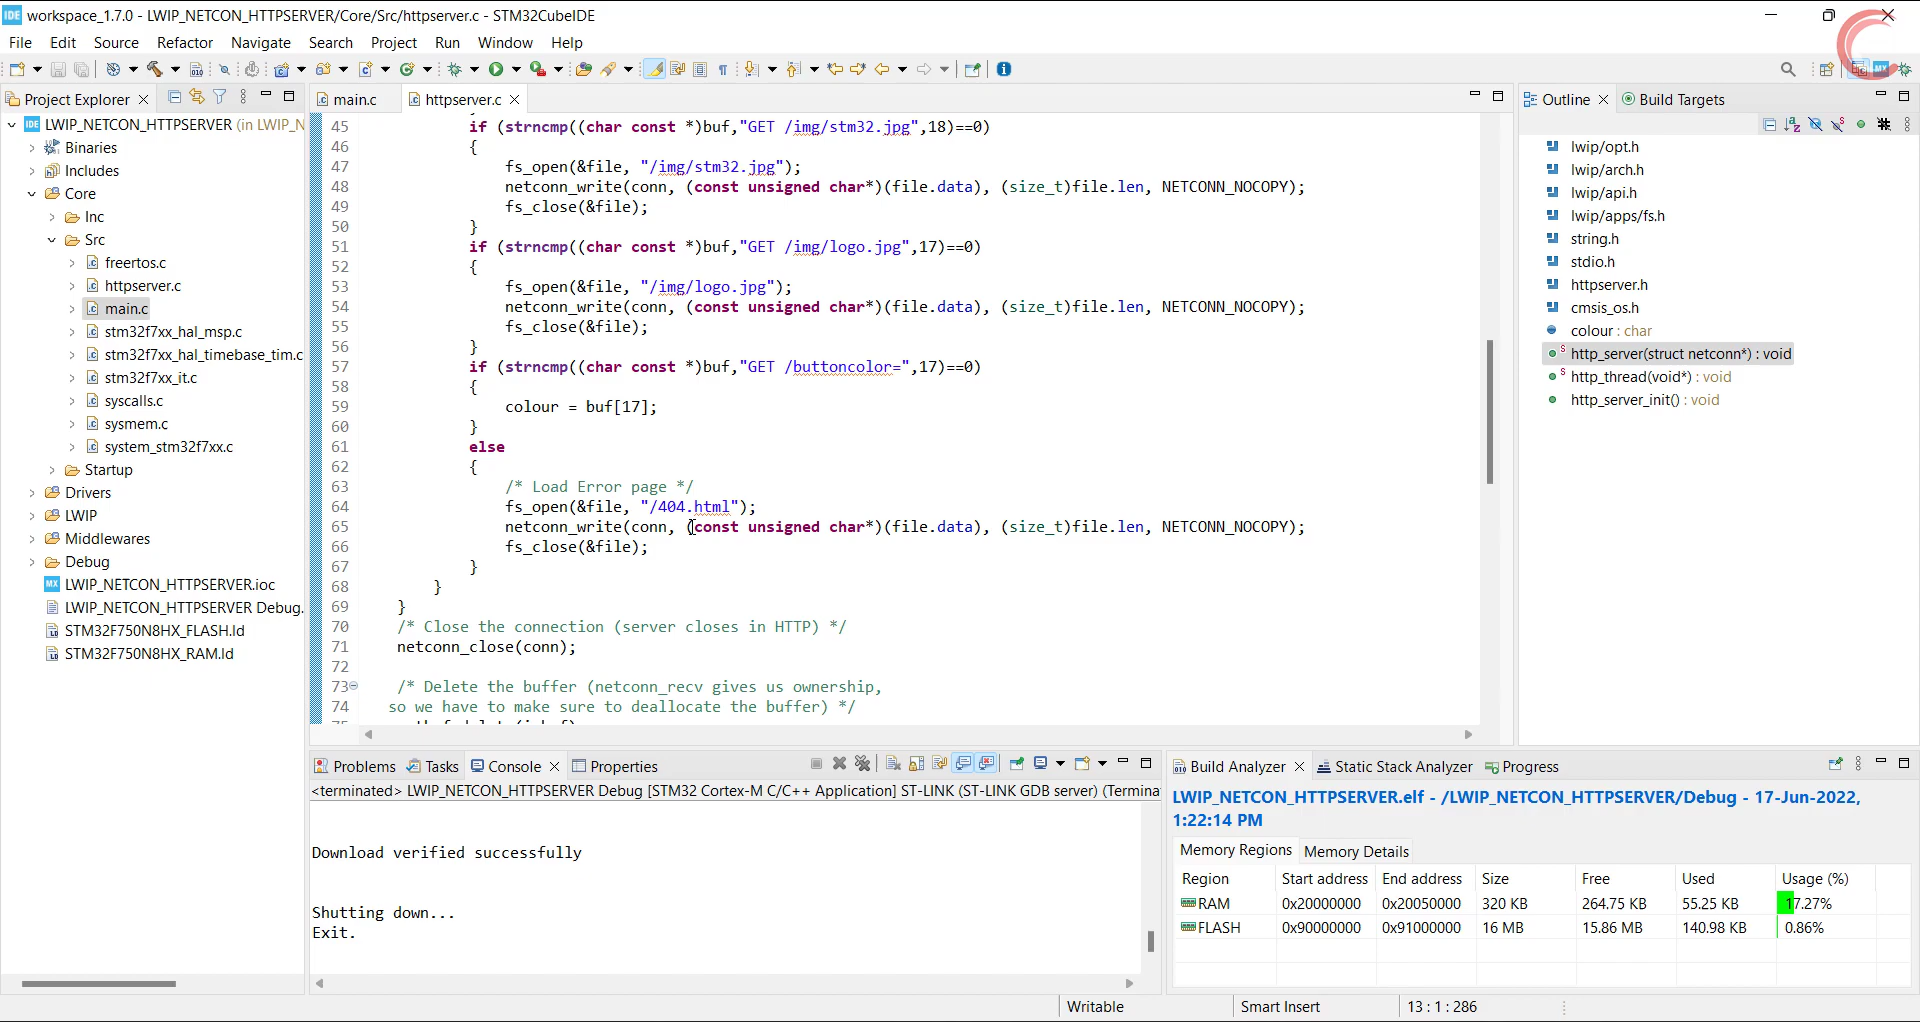 IDE workspace_1.7.0 - LWIP_NETCON_HTTPSERVER/Core/Src/httpserver.c - STM32CubeIDE
File Edit Source Refactor Navigate Search Project Run Window Help
Project Explorer
IDE LWIP_NETCON_HTTPSERVER (in LWIP_N
Binaries
Includes
Core
Inc
Src
freertos.c
httpserver.c
main.c
stm32f7xx_hal_msp.c
stm32f7xx_hal_timebase_tim.c
stm32f7xx_it.c
syscalls.c
sysmem.c
system_stm32f7xx.c
Startup
Drivers
LWIP
Middlewares
Debug
MX LWIP_NETCON_HTTPSERVER.ioc
LWIP_NETCON_HTTPSERVER Debug.
STM32F750N8HX_FLASH.ld
STM32F750N8HX_RAM.ld
main.c httpserver.c
45 if (strncmp((char const *)buf,"GET /img/stm32.jpg",18)==0)
46 {
47 fs_open(&file, "/img/stm32.jpg");
48 netconn_write(conn, (const unsigned char*)(file.data), (size_t)file.len, NETCONN_NOCOPY);
49 fs_close(&file);
50 }
51 if (strncmp((char const *)buf,"GET /img/logo.jpg",17)==0)
52 {
53 fs_open(&file, "/img/logo.jpg");
54 netconn_write(conn, (const unsigned char*)(file.data), (size_t)file.len, NETCONN_NOCOPY);
55 fs_close(&file);
56 }
57 if (strncmp((char const *)buf,"GET /buttoncolor=",17)==0)
58 {
59 colour = buf[17];
60 }
61 else
62 {
63 /* Load Error page */
64 fs_open(&file, "/404.html");
65 netconn_write(conn, (const unsigned char*)(file.data), (size_t)file.len, NETCONN_NOCOPY);
66 fs_close(&file);
67 }
68 }
69 }
70 /* Close the connection (server closes in HTTP) */
71 netconn_close(conn);
72
73 /* Delete the buffer (netconn_recv gives us ownership,
74 so we have to make sure to deallocate the buffer) */
Outline Build Targets
lwip/opt.h
lwip/arch.h
lwip/api.h
lwip/apps/fs.h
string.h
stdio.h
httpserver.h
cmsis_os.h
colour : char
http_server(struct netconn*) : void
http_thread(void*) : void
http_server_init() : void
Problems Tasks Console Properties
<terminated> LWIP_NETCON_HTTPSERVER Debug [STM32 Cortex-M C/C++ Application] ST-LINK (ST-LINK GDB server) (Termina
Download verified successfully
Shutting down...
Exit.
Build Analyzer Static Stack Analyzer Progress
LWIP_NETCON_HTTPSERVER.elf - /LWIP_NETCON_HTTPSERVER/Debug - 17-Jun-2022,
1:22:14 PM
Memory Regions Memory Details
Region Start address End address Size Free Used Usage (%)
RAM 0x20000000 0x20050000 320 KB 264.75 KB 55.25 KB 17.27%
FLASH 0x90000000 0x91000000 16 MB 15.86 MB 140.98 KB 0.86%
Writable Smart Insert 13 : 1 : 286